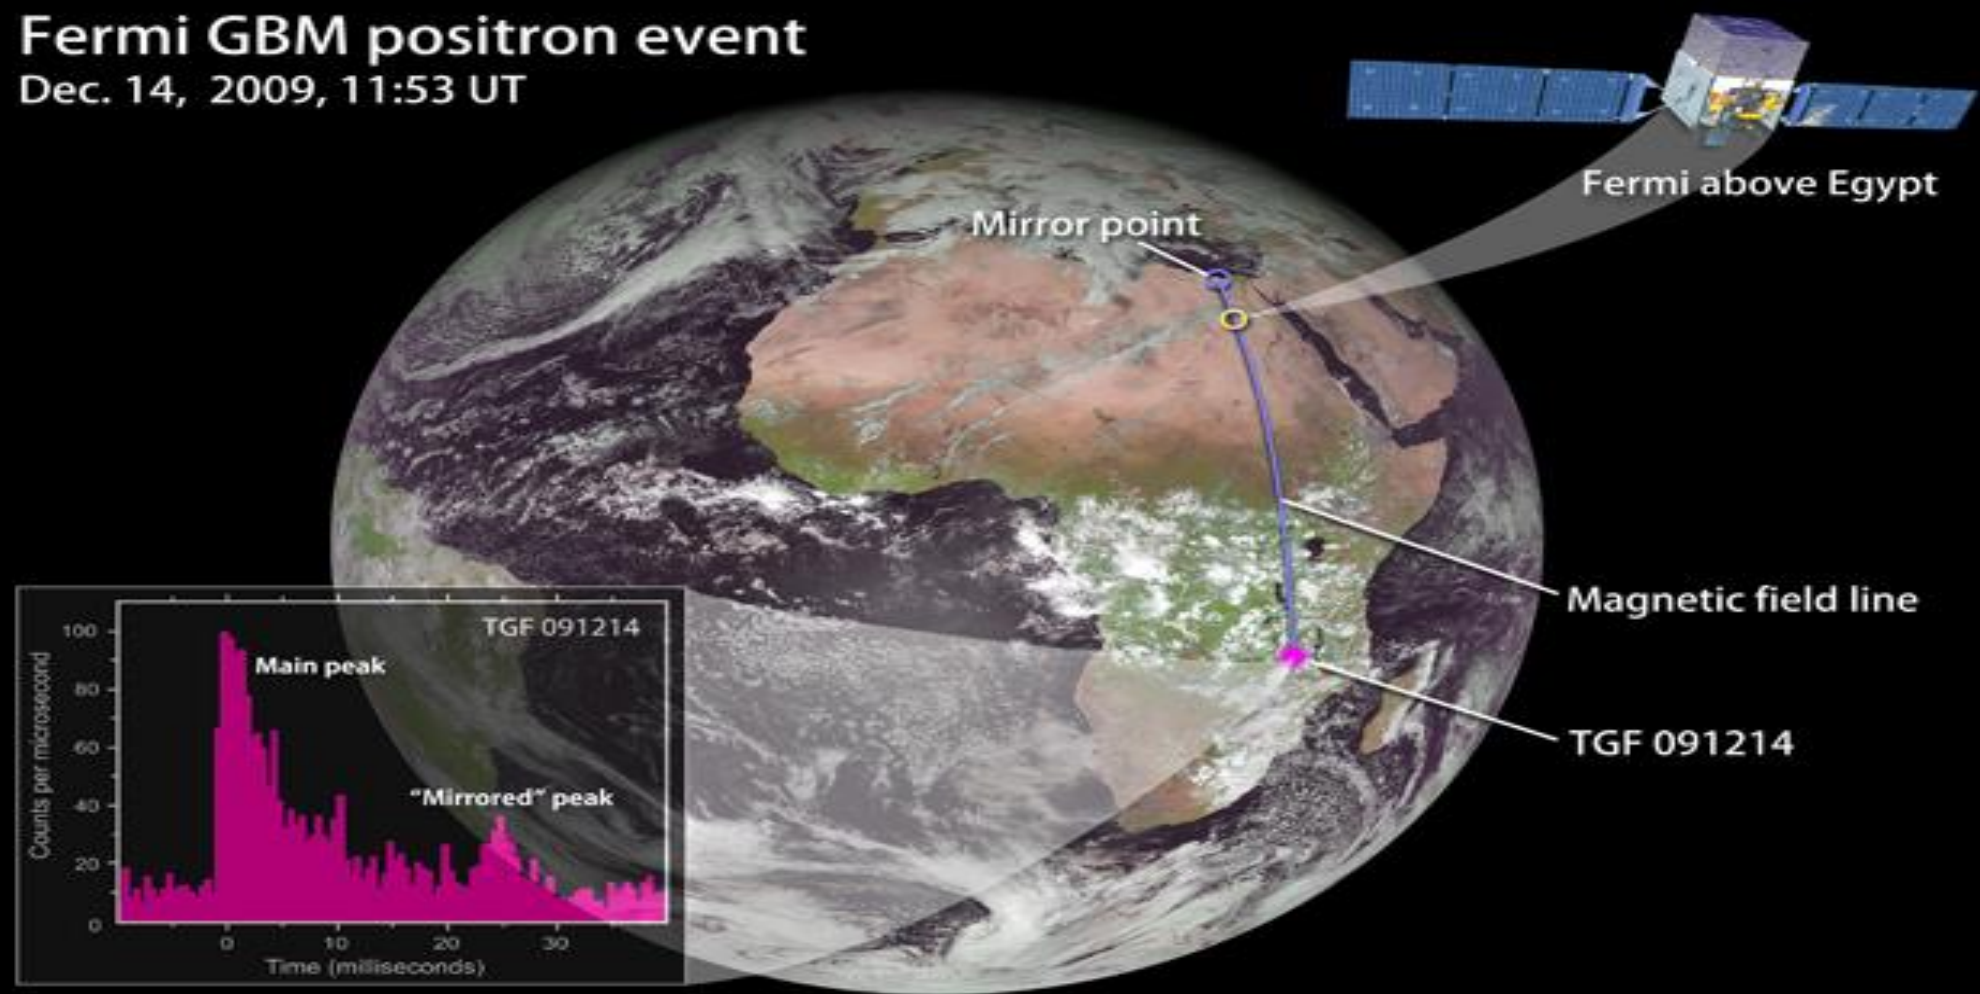 Fermi GBM positron event
Dec. 14, 2009, 11:53 UT
Fermi above Egypt
Mirror point
Magnetic field line
TGF 091214
TGF 091214
Main peak
"Mirrored" peak
Counts per microsecond
100
80
60
40
20
0
0 10 20 30
Time (milliseconds)